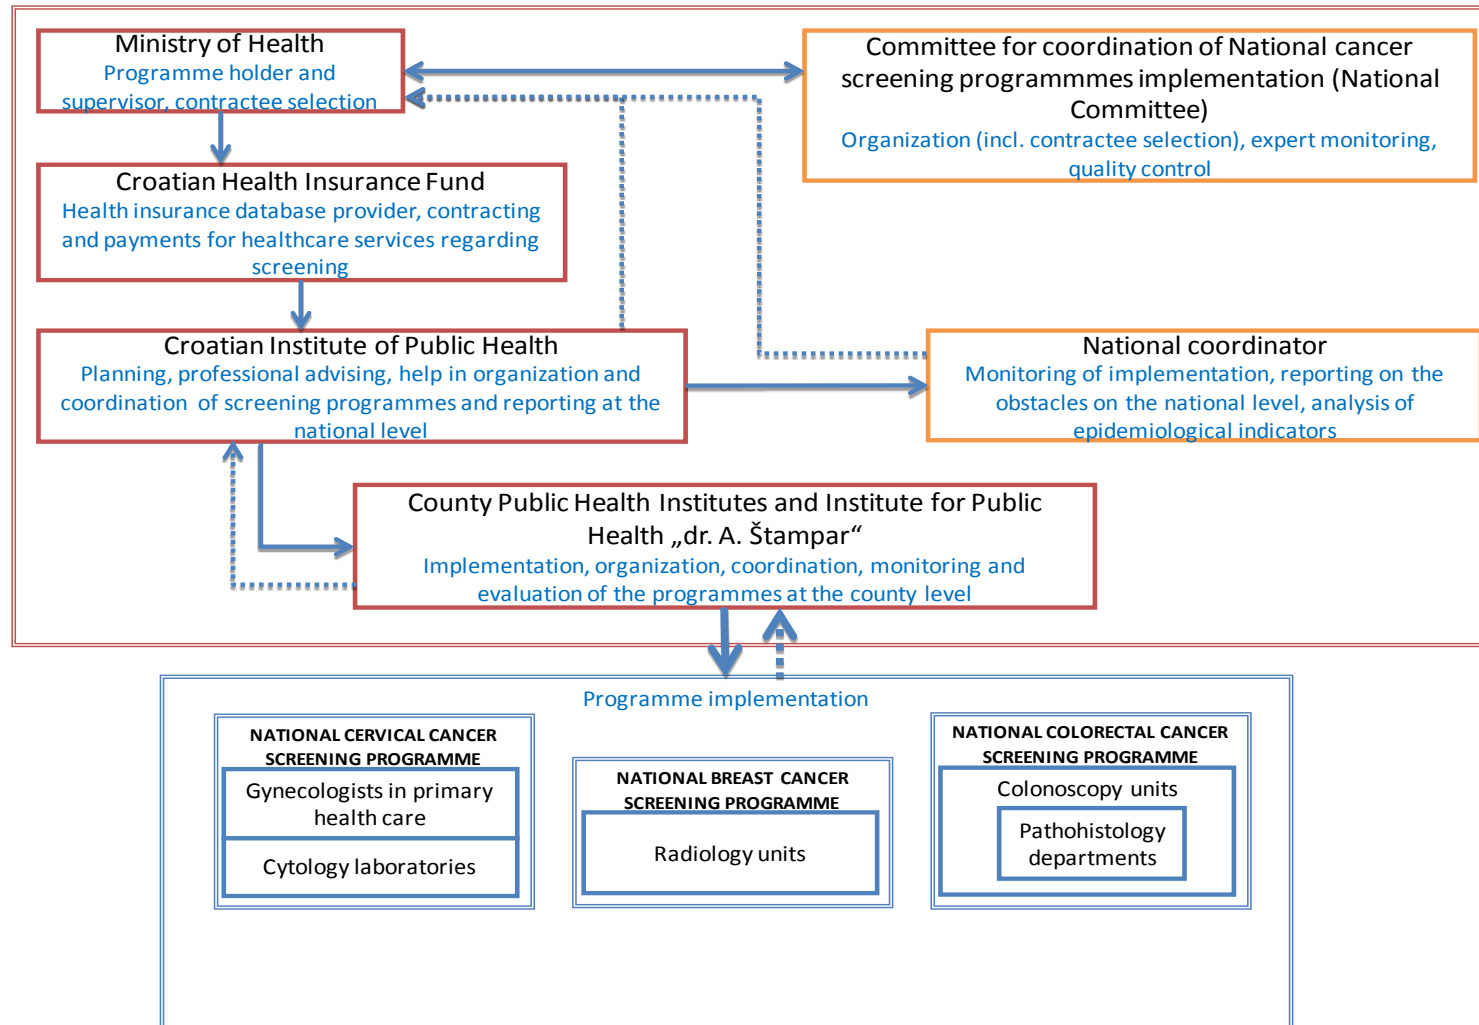 Ministry of Health
Programme holder and
supervisor, contractee selection
Committee for coordination of National cancer
screening programmmes implementation (National
Committee)
Organization (incl. contractee selection), expert monitoring,
quality control
Croatian Health Insurance Fund
Health insurance database provider, contracting
and payments for healthcare services regarding
screening
Croatian Institute of Public Health
Planning, professional advising, help in organization and
coordination of screening programmes and reporting at the
national level
National coordinator
Monitoring of implementation, reporting on the
obstacles on the national level, analysis of
epidemiological indicators
County Public Health Institutes and Institute for Public
Health „dr. A. Štampar“
Implementation, organization, coordination, monitoring and
evaluation of the programmes at the county level
Programme implementation
NATIONAL CERVICAL CANCER
SCREENING PROGRAMME
Gynecologists in primary
health care
Cytology laboratories
NATIONAL BREAST CANCER
SCREENING PROGRAMME
Radiology units
NATIONAL COLORECTAL CANCER
SCREENING PROGRAMME
Colonoscopy units
Pathohistology
departments